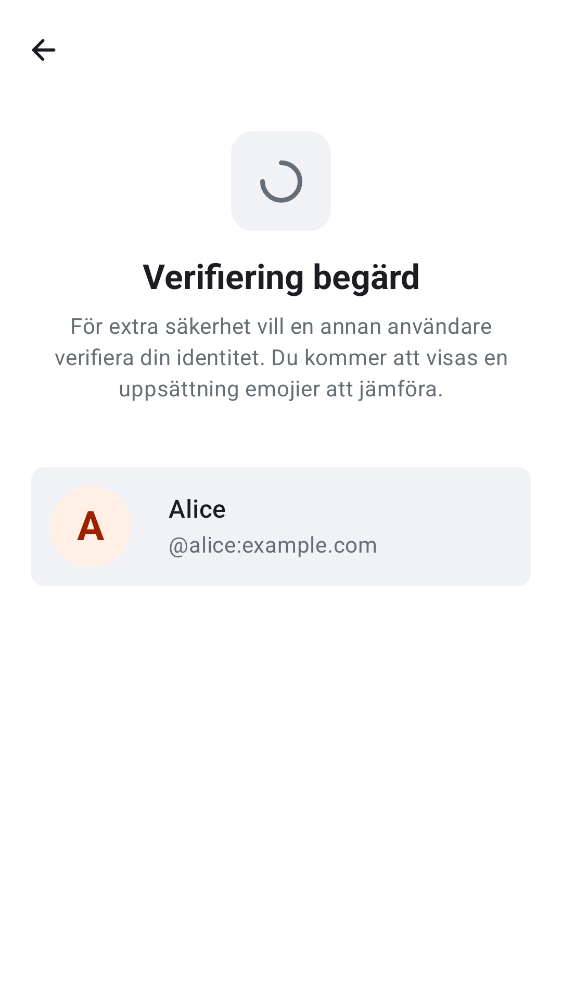 Verifiering begärd
För extra säkerhet vill en annan användare
verifiera din identitet. Du kommer att visas en
uppsättning emojier att jämföra.
A
Alice
@alice:example.com